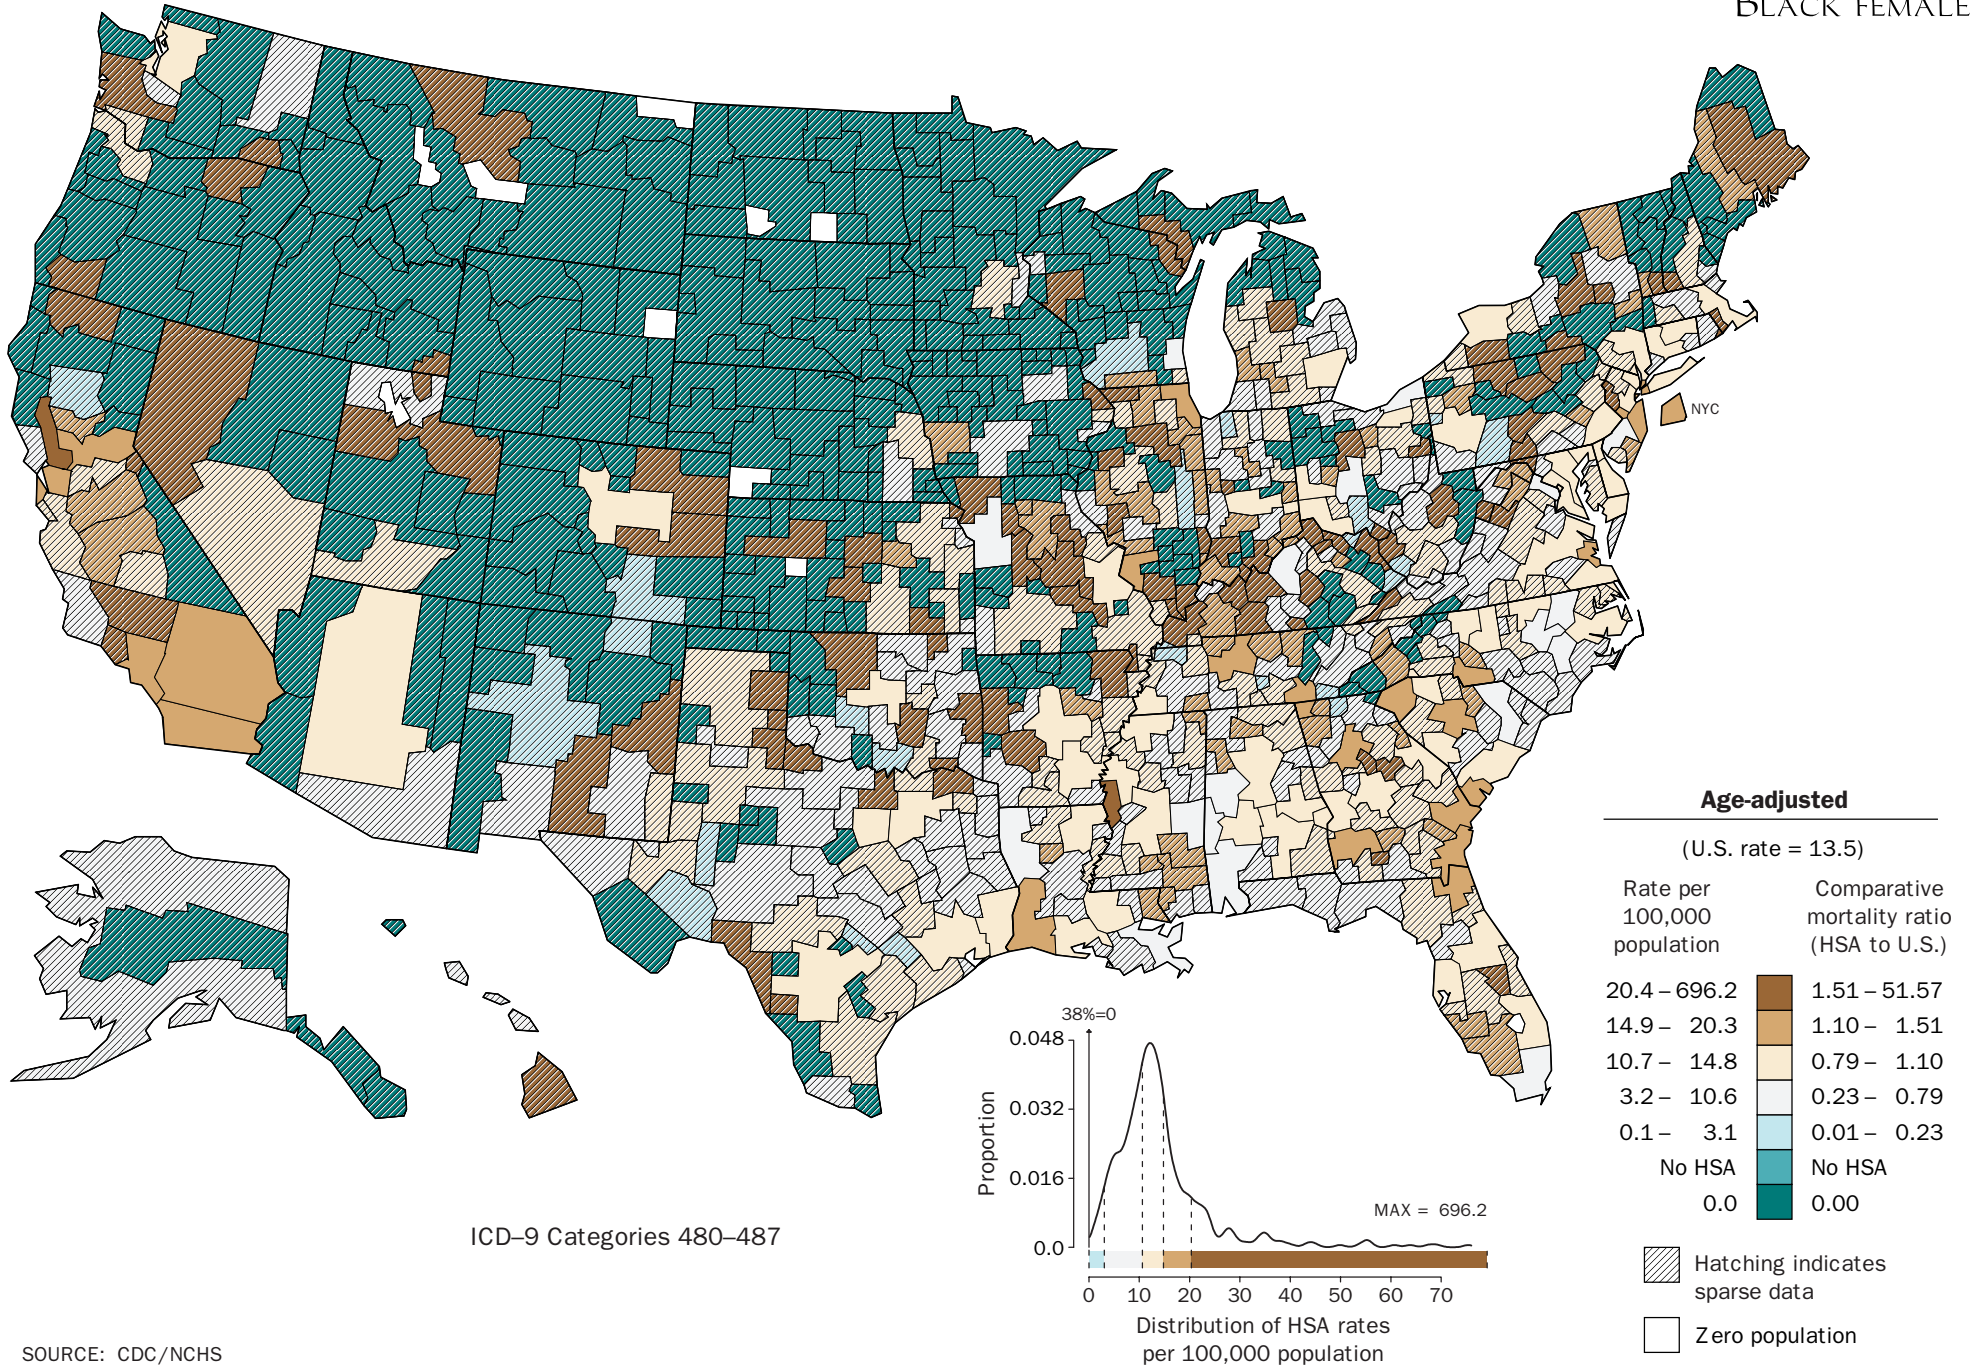 BLACK FEMALE
NYC
Age-adjusted
(U.S. rate = 13.5)
Rate per 100,000 population
Comparative mortality ratio (HSA to U.S.)
20.4 – 696.2 1.51 – 51.57
14.9 – 20.3 1.10 – 1.51
10.7 – 14.8 0.79 – 1.10
3.2 – 10.6 0.23 – 0.79
0.1 – 3.1 0.01 – 0.23
No HSA No HSA
0.0 0.00
Hatching indicates
sparse data
Zero population
38%=0
0.048
0.032
0.016
0.0
Proportion
MAX = 696.2
0 10 20 30 40 50 60 70
Distribution of HSA rates
per 100,000 population
ICD–9 Categories 480–487
SOURCE: CDC/NCHS